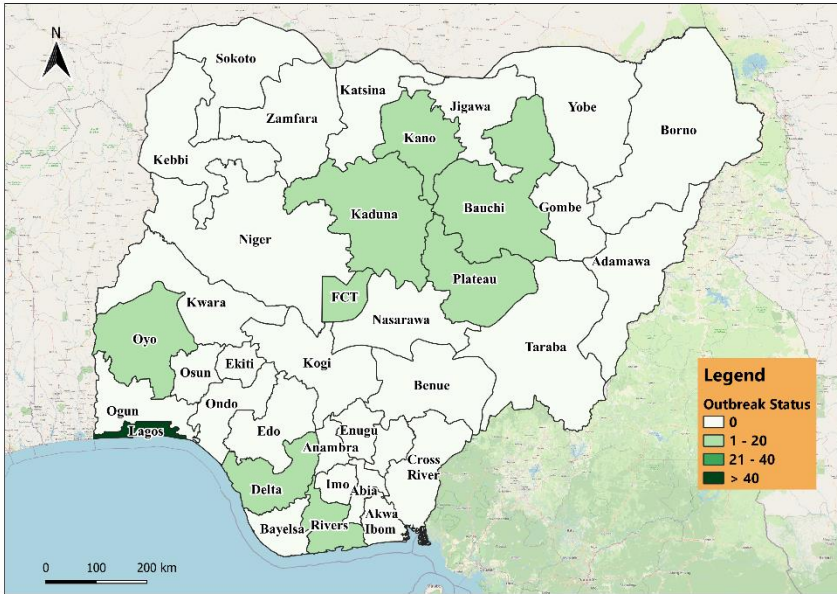 N
Sokoto
Katsina
Jigawa
Yobe
Borno
Zamfara
Kano
Kebbi
Kaduna
Bauchi
Gombe
Niger
Adamawa
Plateau
FCT
Kwara
Nasarawa
Oyo
Taraba
Osun
Ekiti
Kogi
Benue
Ogun
Ondo
Lagos
Edo
Enugu
Anambra
Cross
River
Delta
Imo
Abia
Akwa
Ibom
Bayelsa
Rivers
Legend
Outbreak Status
0
1 - 20
21 - 40
> 40
0 100 200 km